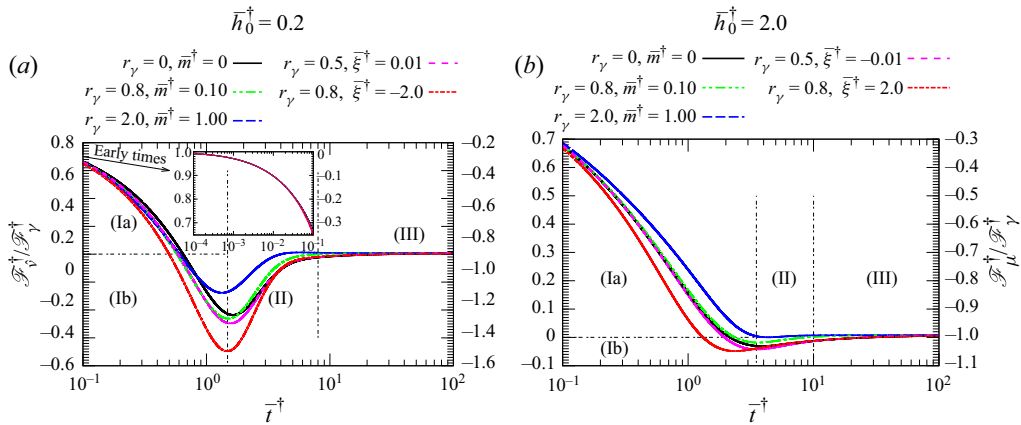 h̅₀† = 0.2
(a)
r_γ = 0, m̅† = 0
r_γ = 0.5, ξ̅† = 0.01
r_γ = 0.8, m̅† = 0.10
r_γ = 0.8, ξ̅† = –2.0
r_γ = 2.0, m̅† = 1.00
0.8
0.6
0.4
0.2
0.1
0
–0.2
–0.4
–0.6
ℱ_v̇†/ℱ_γ†
–0.2
–0.4
–0.6
–0.8
–1.0
–1.2
–1.4
–1.6
Early times
1.0
0.9
0.8
0.7
0
–0.1
–0.2
–0.3
10⁻⁴
10⁻³
10⁻²
10⁻¹
(Ia)
(Ib)
(II)
(III)
10⁻¹
10⁰
10¹
10²
t̅†
h̅₀† = 2.0
(b)
r_γ = 0, m̅† = 0
r_γ = 0.5, ξ̅† = –0.01
r_γ = 0.8, m̅† = 0.10
r_γ = 0.8, ξ̅† = 2.0
r_γ = 2.0, m̅† = 1.00
0.7
0.6
0.5
0.4
0.3
0.2
0.1
0
–0.1
(Ia)
(II)
(III)
(Ib)
–0.3
–0.4
–0.5
–0.6
–0.7
–0.8
–0.9
–1.0
–1.1
ℱ_μ†/ℱ_γ†
10⁻¹
10⁰
10¹
10²
t̅†